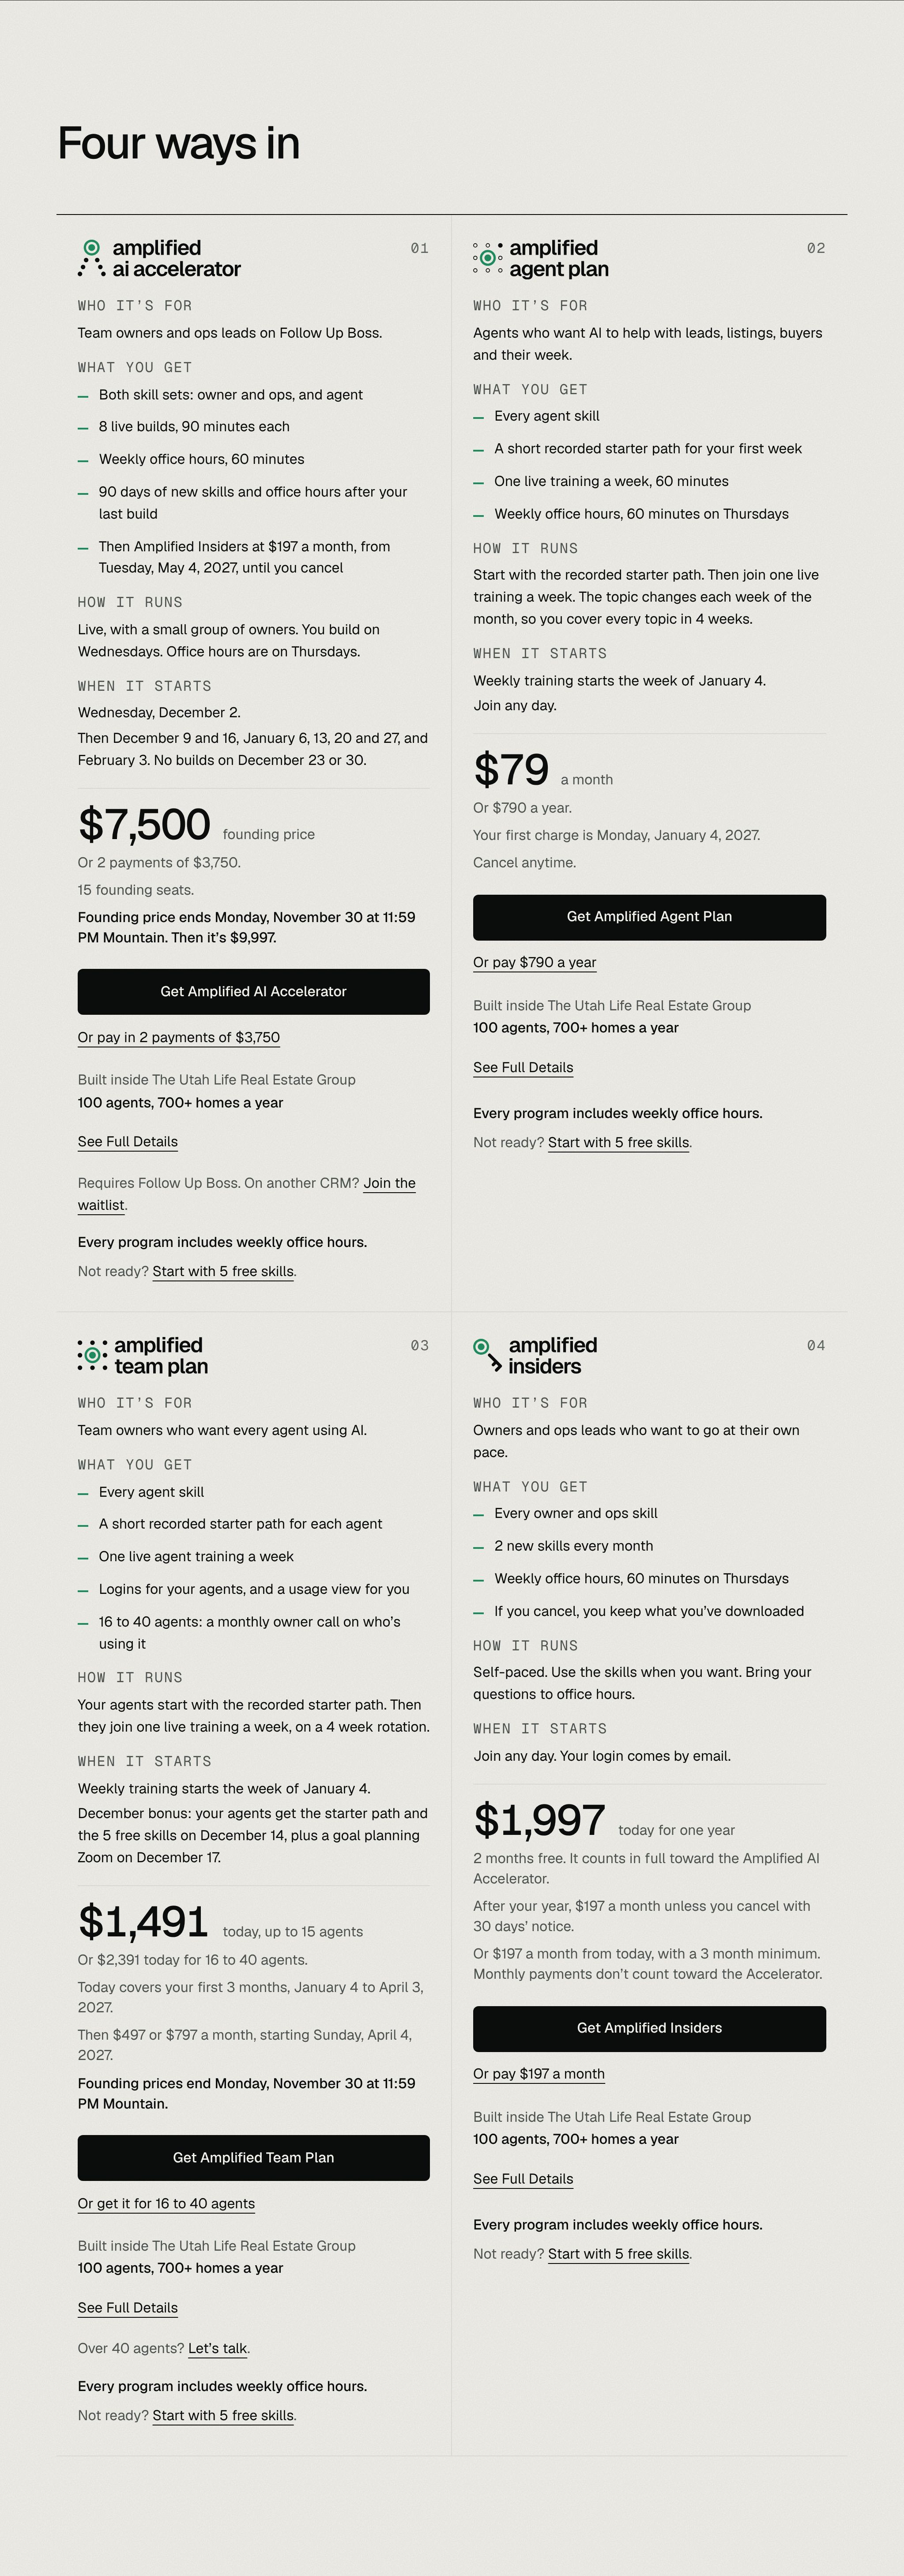 Four ways in
amplified
ai accelerator
01
WHO IT’S FOR
Team owners and ops leads on Follow Up Boss.
WHAT YOU GET
Both skill sets: owner and ops, and agent
8 live builds, 90 minutes each
Weekly office hours, 60 minutes
90 days of new skills and office hours after your
last build
Then Amplified Insiders at $197 a month, from
Tuesday, May 4, 2027, until you cancel
HOW IT RUNS
Live, with a small group of owners. You build on
Wednesdays. Office hours are on Thursdays.
WHEN IT STARTS
Wednesday, December 2.
Then December 9 and 16, January 6, 13, 20 and 27, and
February 3. No builds on December 23 or 30.
$7,500 founding price
Or 2 payments of $3,750.
15 founding seats.
Founding price ends Monday, November 30 at 11:59
PM Mountain. Then it’s $9,997.
Get Amplified AI Accelerator
Or pay in 2 payments of $3,750
Built inside The Utah Life Real Estate Group
100 agents, 700+ homes a year
See Full Details
Requires Follow Up Boss. On another CRM? Join the
waitlist.
Every program includes weekly office hours.
Not ready? Start with 5 free skills.
amplified
agent plan
02
WHO IT’S FOR
Agents who want AI to help with leads, listings, buyers
and their week.
WHAT YOU GET
Every agent skill
A short recorded starter path for your first week
One live training a week, 60 minutes
Weekly office hours, 60 minutes on Thursdays
HOW IT RUNS
Start with the recorded starter path. Then join one live
training a week. The topic changes each week of the
month, so you cover every topic in 4 weeks.
WHEN IT STARTS
Weekly training starts the week of January 4.
Join any day.
$79 a month
Or $790 a year.
Your first charge is Monday, January 4, 2027.
Cancel anytime.
Get Amplified Agent Plan
Or pay $790 a year
Built inside The Utah Life Real Estate Group
100 agents, 700+ homes a year
See Full Details
Every program includes weekly office hours.
Not ready? Start with 5 free skills.
amplified
team plan
03
WHO IT’S FOR
Team owners who want every agent using AI.
WHAT YOU GET
Every agent skill
A short recorded starter path for each agent
One live agent training a week
Logins for your agents, and a usage view for you
16 to 40 agents: a monthly owner call on who’s
using it
HOW IT RUNS
Your agents start with the recorded starter path. Then
they join one live training a week, on a 4 week rotation.
WHEN IT STARTS
Weekly training starts the week of January 4.
December bonus: your agents get the starter path and
the 5 free skills on December 14, plus a goal planning
Zoom on December 17.
$1,491 today, up to 15 agents
Or $2,391 today for 16 to 40 agents.
Today covers your first 3 months, January 4 to April 3,
2027.
Then $497 or $797 a month, starting Sunday, April 4,
2027.
Founding prices end Monday, November 30 at 11:59
PM Mountain.
Get Amplified Team Plan
Or get it for 16 to 40 agents
Built inside The Utah Life Real Estate Group
100 agents, 700+ homes a year
See Full Details
Over 40 agents? Let’s talk.
Every program includes weekly office hours.
Not ready? Start with 5 free skills.
amplified
insiders
04
WHO IT’S FOR
Owners and ops leads who want to go at their own
pace.
WHAT YOU GET
Every owner and ops skill
2 new skills every month
Weekly office hours, 60 minutes on Thursdays
If you cancel, you keep what you’ve downloaded
HOW IT RUNS
Self-paced. Use the skills when you want. Bring your
questions to office hours.
WHEN IT STARTS
Join any day. Your login comes by email.
$1,997 today for one year
2 months free. It counts in full toward the Amplified AI
Accelerator.
After your year, $197 a month unless you cancel with
30 days’ notice.
Or $197 a month from today, with a 3 month minimum.
Monthly payments don’t count toward the Accelerator.
Get Amplified Insiders
Or pay $197 a month
Built inside The Utah Life Real Estate Group
100 agents, 700+ homes a year
See Full Details
Every program includes weekly office hours.
Not ready? Start with 5 free skills.